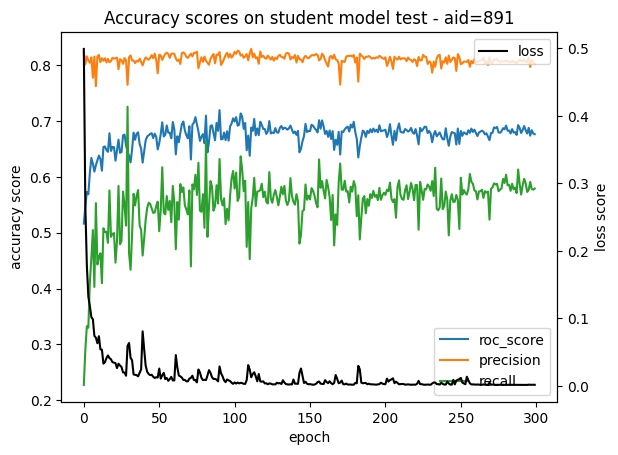 Accuracy scores on student model test - aid=891
accuracy score
0.8
0.7
0.6
0.5
0.4
0.3
0.2
0
50
100
150
200
250
300
epoch
0.5
0.4
0.3
0.2
0.1
0.0
loss score
loss
roc_score
precision
recall